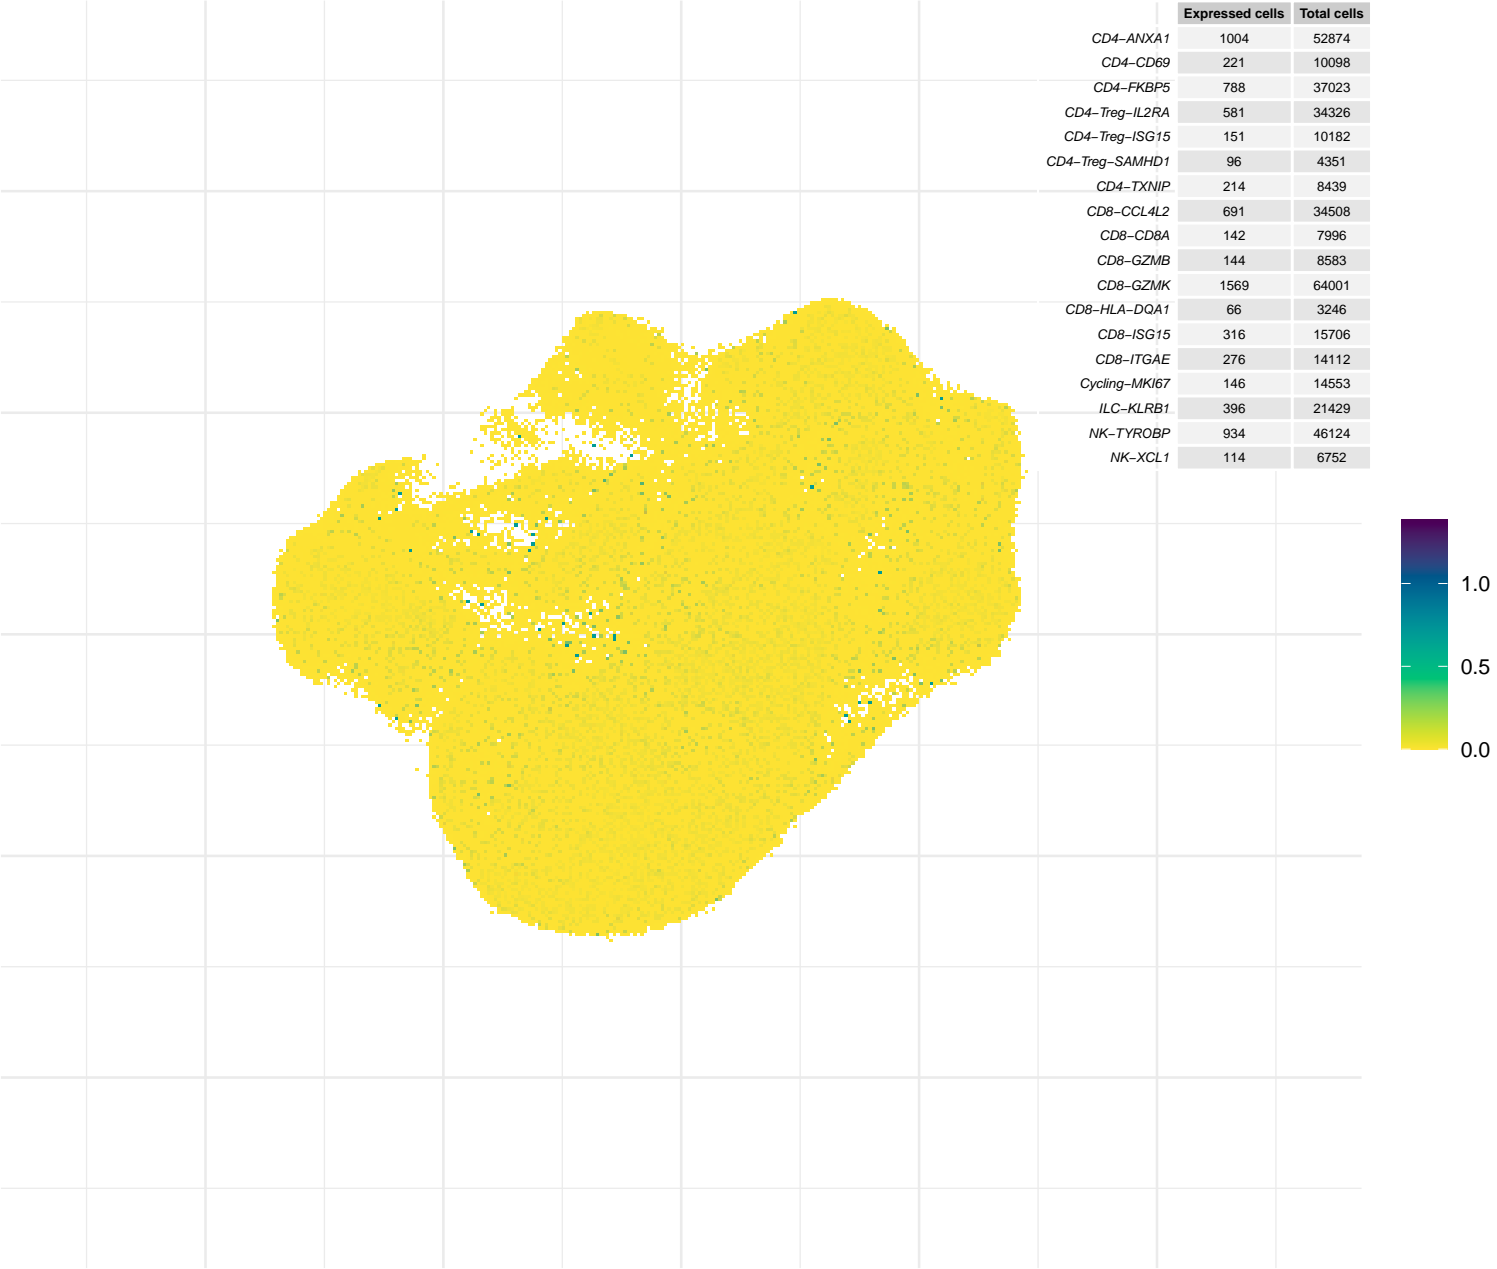 Expressed cells Total cells
CD4−ANXA1 1004 52874
CD4−CD69 221 10098
CD4−FKBP5 788 37023
CD4−Treg−IL2RA 581 34326
CD4−Treg−ISG15 151 10182
CD4−Treg−SAMHD1 96 4351
CD4−TXNIP 214 8439
CD8−CCL4L2 691 34508
CD8−CD8A 142 7996
CD8−GZMB 144 8583
CD8−GZMK 1569 64001
CD8−HLA−DQA1 66 3246
CD8−ISG15 316 15706
CD8−ITGAE 276 14112
Cycling−MKI67 146 14553
ILC−KLRB1 396 21429
NK−TYROBP 934 46124
NK−XCL1 114 6752
1.0
0.5
0.0